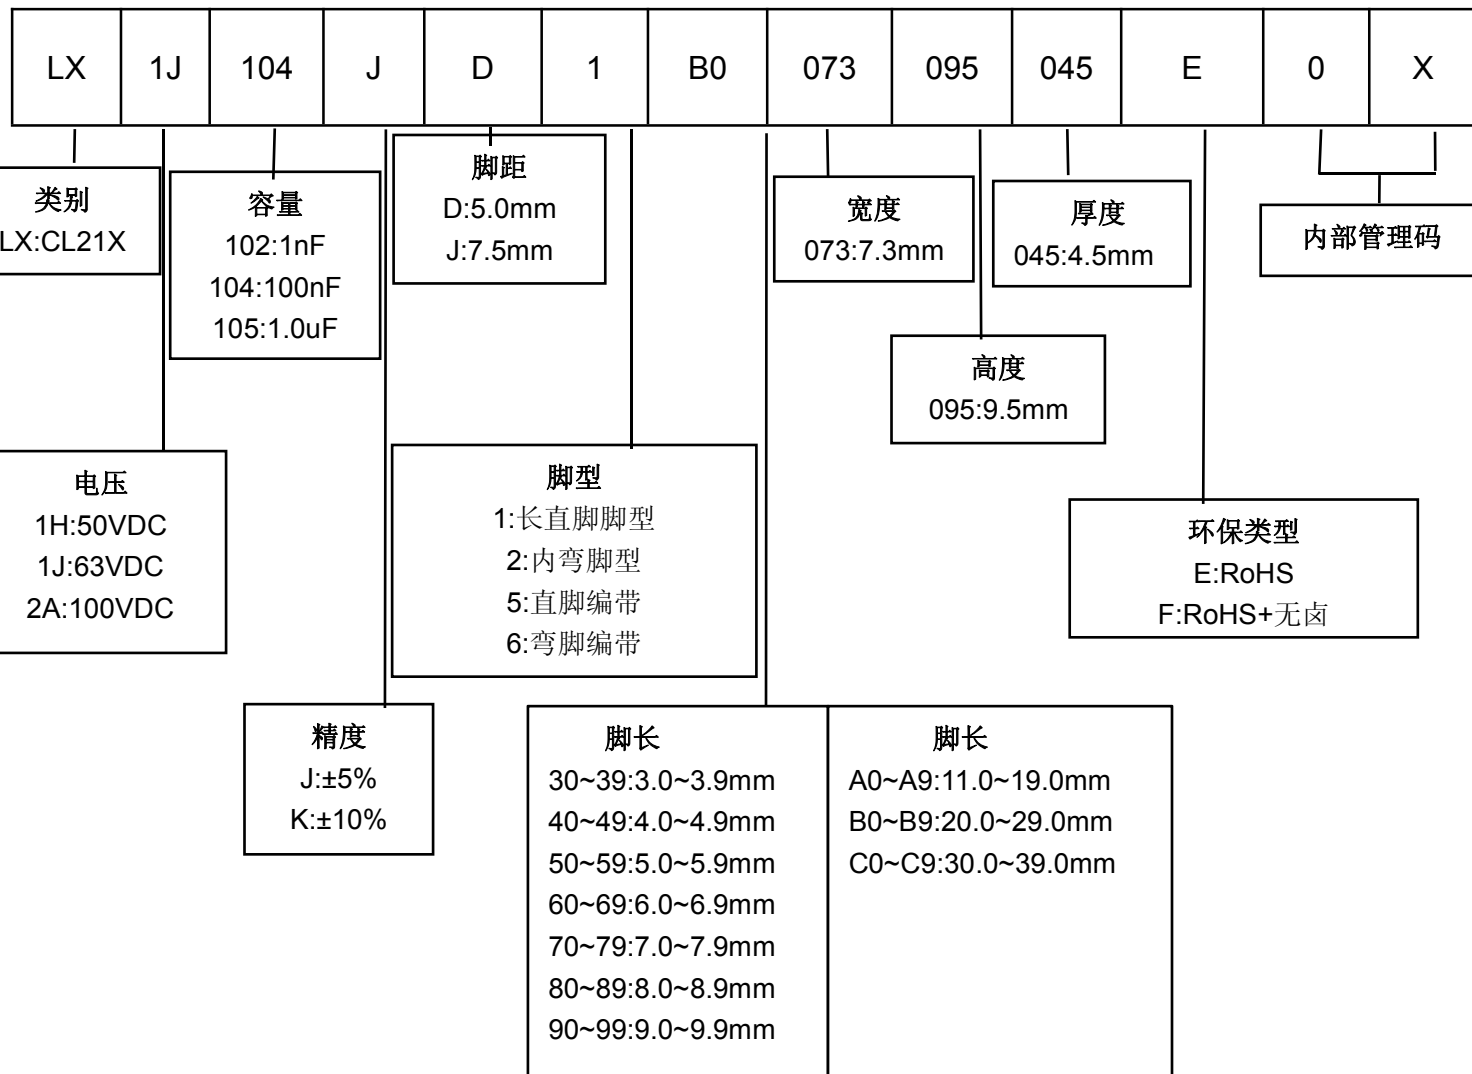 LX 1J 104 J D 1 B0 073 095 045 E 0 X
类别
LX:CL21X
容量
102:1nF
104:100nF
105:1.0uF
脚距
D:5.0mm
J:7.5mm
宽度
073:7.3mm
厚度
045:4.5mm
内部管理码
高度
095:9.5mm
电压
1H:50VDC
1J:63VDC
2A:100VDC
脚型
1:长直脚脚型
2:内弯脚型
5:直脚编带
6:弯脚编带
环保类型
E:RoHS
F:RoHS+无卤
精度
J:±5%
K:±10%
脚长
30~39:3.0~3.9mm
40~49:4.0~4.9mm
50~59:5.0~5.9mm
60~69:6.0~6.9mm
70~79:7.0~7.9mm
80~89:8.0~8.9mm
90~99:9.0~9.9mm
脚长
A0~A9:11.0~19.0mm
B0~B9:20.0~29.0mm
C0~C9:30.0~39.0mm